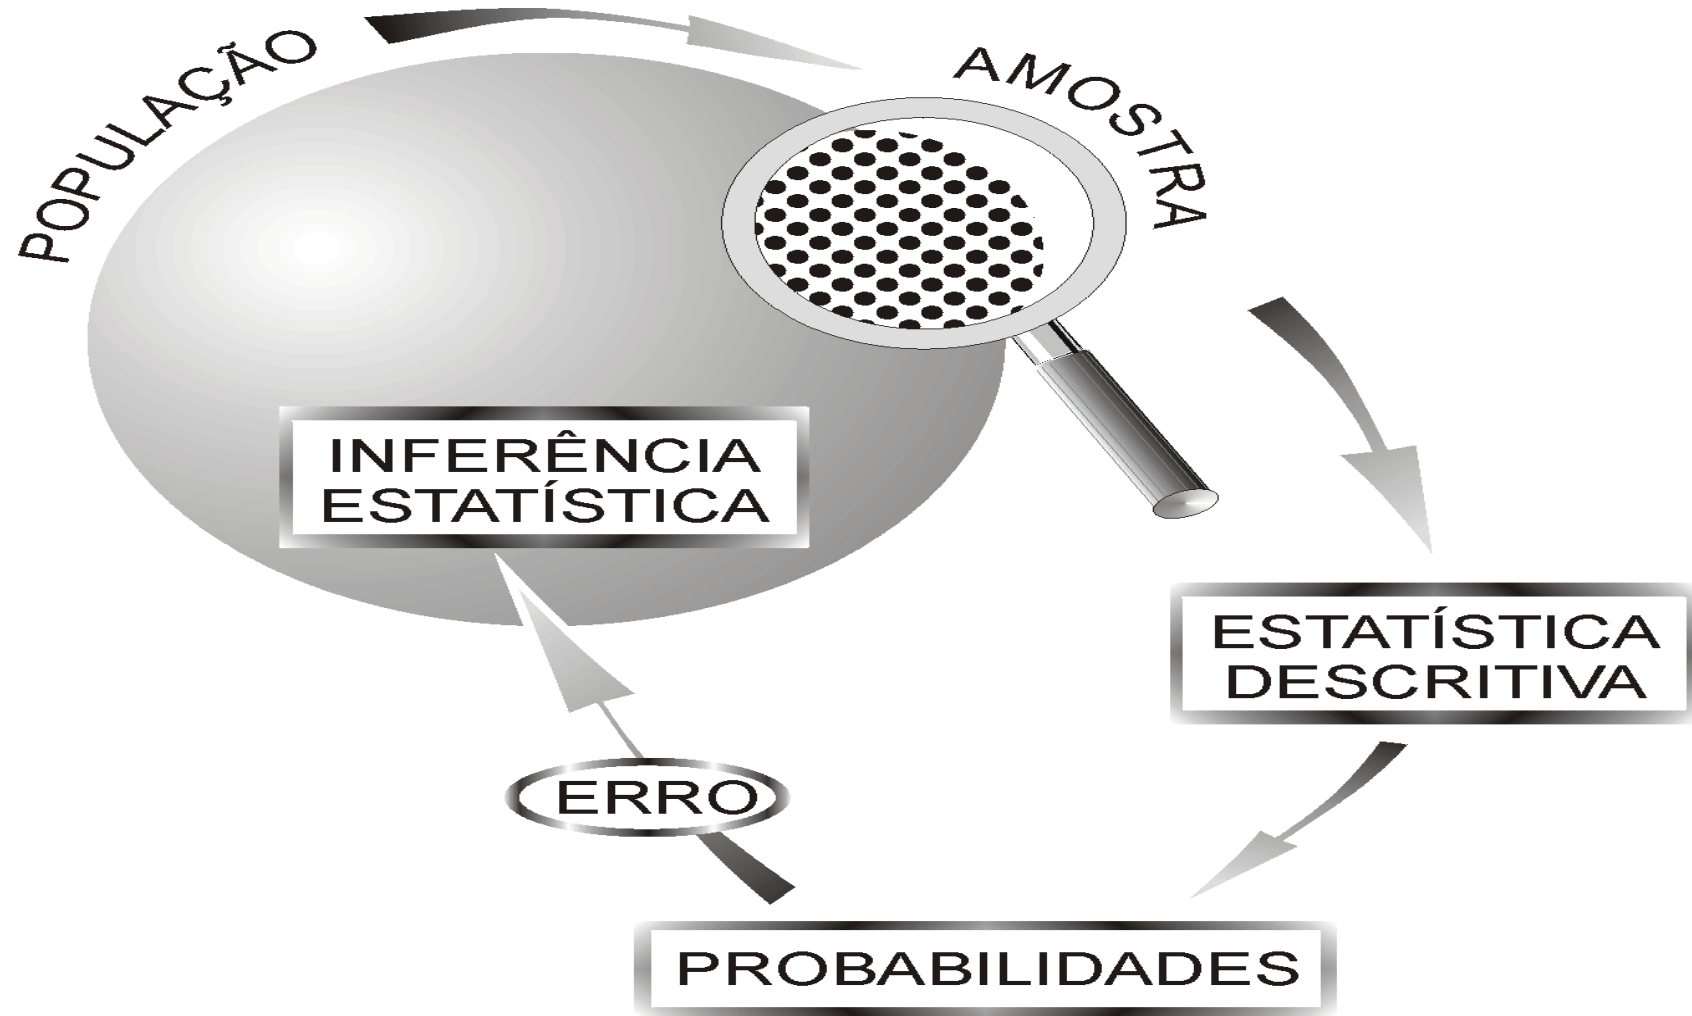 POPULAÇÃO
AMOSTRA
INFERÊNCIA
ESTATÍSTICA
ESTATÍSTICA
DESCRITIVA
ERRO
PROBABILIDADES